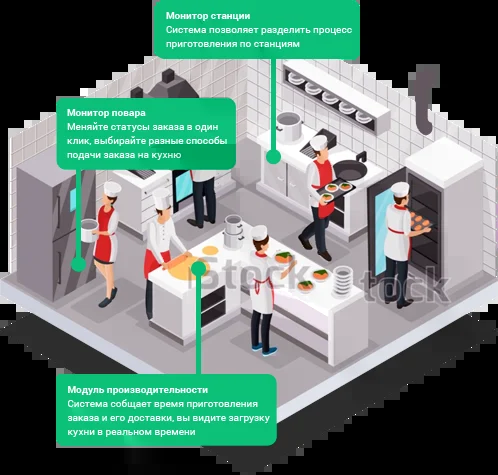 Монитор станции
Система позволяет разделить процесс
приготовления по станциям
Монитор повара
Меняйте статусы заказа в один
клик, выбирайте разные способы
подачи заказа на кухню
iStock
iStock
Модуль производительности
Система собщает время приготовления
заказа и его доставки, вы видите загрузку
кухни в реальном времени